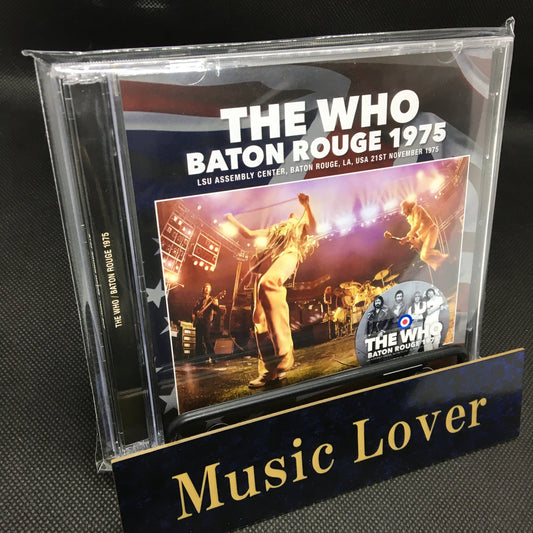 THE WHO
BATON ROUGE 1975
LSU ASSEMBLY CENTER, BATON ROUGE, LA, USA 21ST NOVEMBER 1975
THE WHO / BATON ROUGE 1975
THE WHO
BATON ROUGE 1975
Music Lover